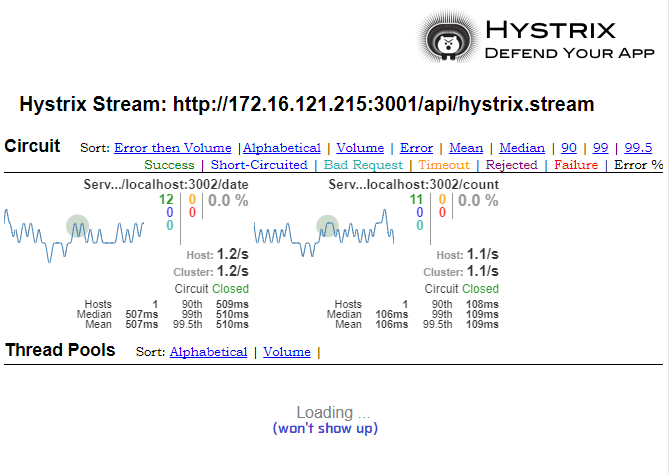 HYSTRIX
DEFEND YOUR APP
Hystrix Stream: http://172.16.121.215:3001/api/hystrix.stream
Circuit Sort: Error then Volume | Alphabetical | Volume | Error | Mean | Median | 90 | 99 | 99.5
Success | Short-Circuited | Bad Request | Timeout | Rejected | Failure | Error %
Serv.../localhost:3002/date
12 0 0.0 %
0 0
0
Host: 1.2/s
Cluster: 1.2/s
Circuit Closed
Hosts 1 90th 509ms
Median 507ms 99th 510ms
Mean 507ms 99.5th 510ms
Serv.../localhost:3002/count
11 0 0.0 %
0 0
0
Host: 1.1/s
Cluster: 1.1/s
Circuit Closed
Hosts 1 90th 108ms
Median 106ms 99th 109ms
Mean 106ms 99.5th 109ms
Thread Pools Sort: Alphabetical | Volume |
Loading ...
(won't show up)